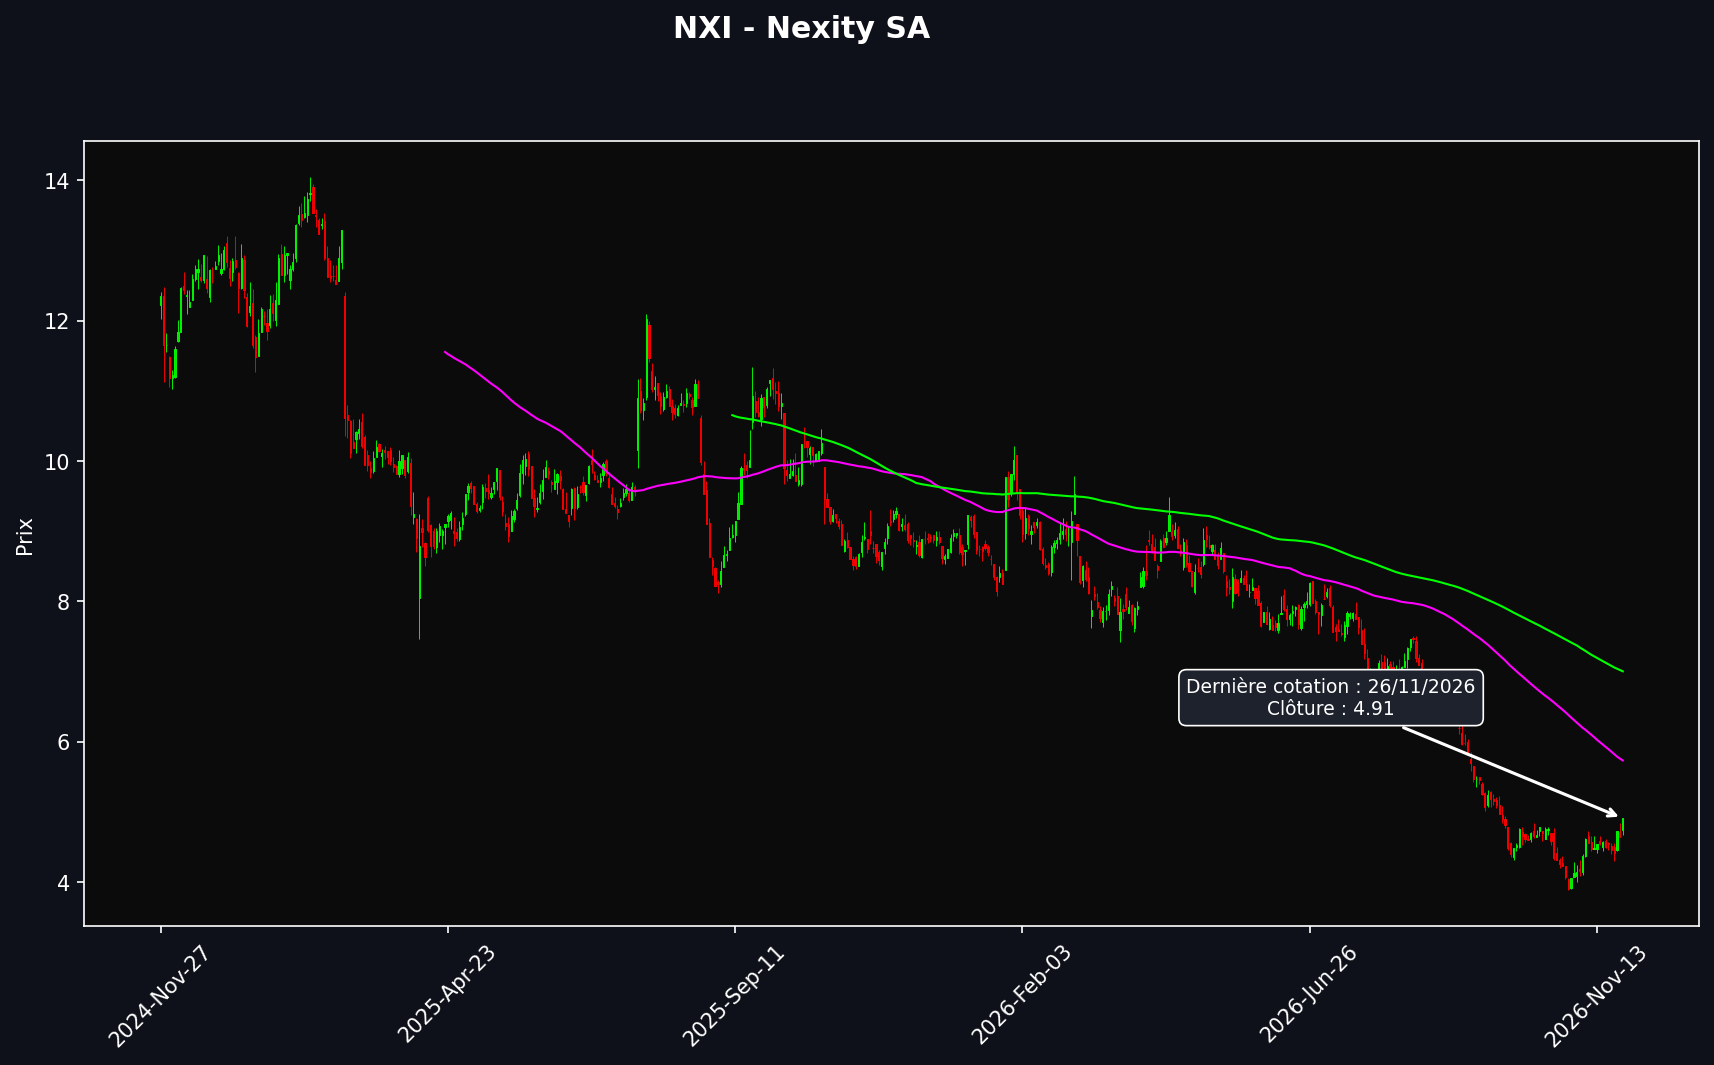 NXI - Nexity SA
Prix
14
12
10
8
6
4
Dernière cotation : 26/11/2026
Clôture : 4.91
2024-Nov-27
2025-Apr-23
2025-Sep-11
2026-Feb-03
2026-Jun-26
2026-Nov-13